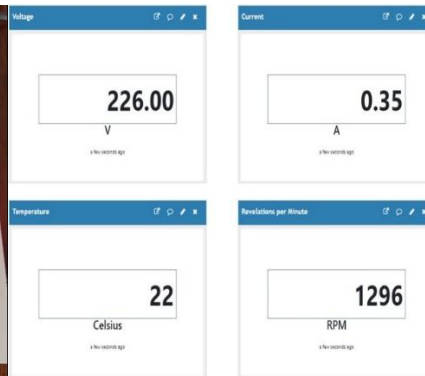 Voltage
226.00
V
a few seconds ago
Current
0.35
A
a few seconds ago
Temperature
22
Celsius
a few seconds ago
Revelations per Minute
1296
RPM
a few seconds ago